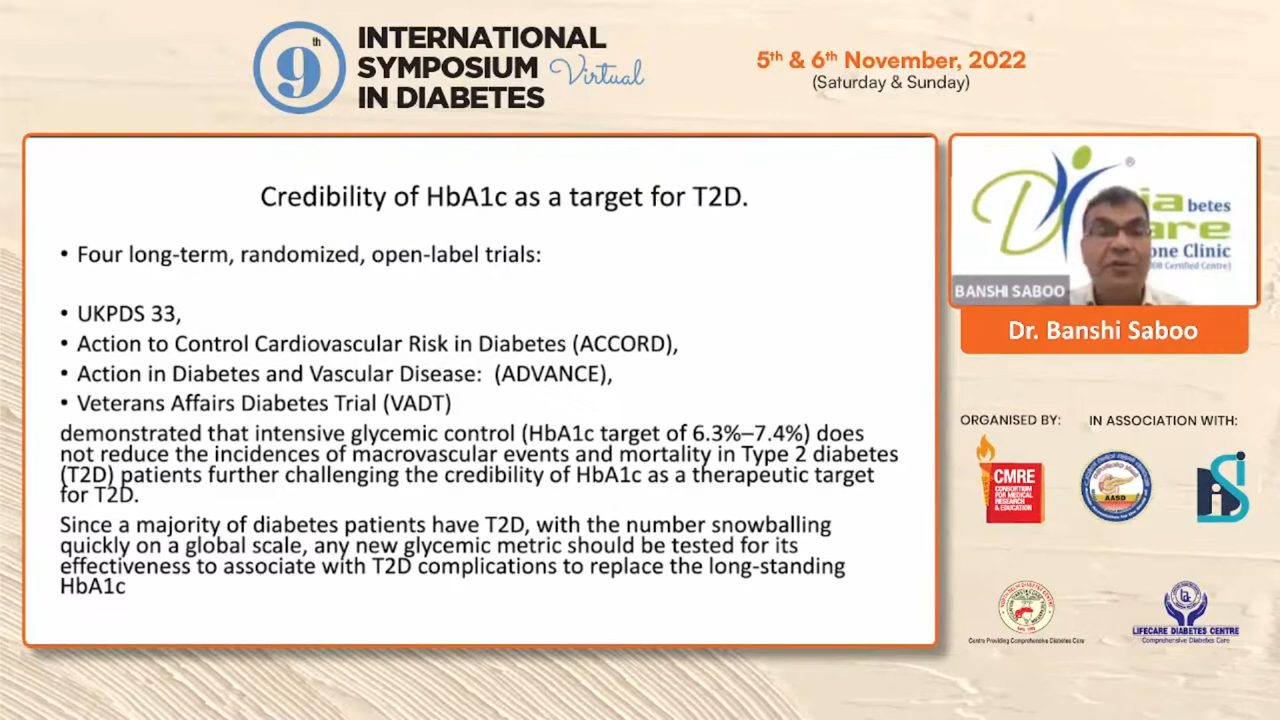 9th
INTERNATIONAL
SYMPOSIUM Virtual
IN DIABETES
5th & 6th November, 2022
(Saturday & Sunday)
Credibility of HbA1c as a target for T2D.
• Four long-term, randomized, open-label trials:
• UKPDS 33,
• Action to Control Cardiovascular Risk in Diabetes (ACCORD),
• Action in Diabetes and Vascular Disease: (ADVANCE),
• Veterans Affairs Diabetes Trial (VADT)
demonstrated that intensive glycemic control (HbA1c target of 6.3%–7.4%) does
not reduce the incidences of macrovascular events and mortality in Type 2 diabetes
(T2D) patients further challenging the credibility of HbA1c as a therapeutic target
for T2D.
Since a majority of diabetes patients have T2D, with the number snowballing
quickly on a global scale, any new glycemic metric should be tested for its
effectiveness to associate with T2D complications to replace the long-standing
HbA1c
®
betes
one Clinic
Certified Centre)
BANSHI SABOO
Dr. Banshi Saboo
ORGANISED BY:
IN ASSOCIATION WITH:
CMRE
CONSORTIUM
FOR MEDICAL
RESEARCH
& EDUCATION
AASD
Centre Providing Comprehensive Diabetes Care
LIFECARE DIABETES CENTRE
Comprehensive Diabetes Care